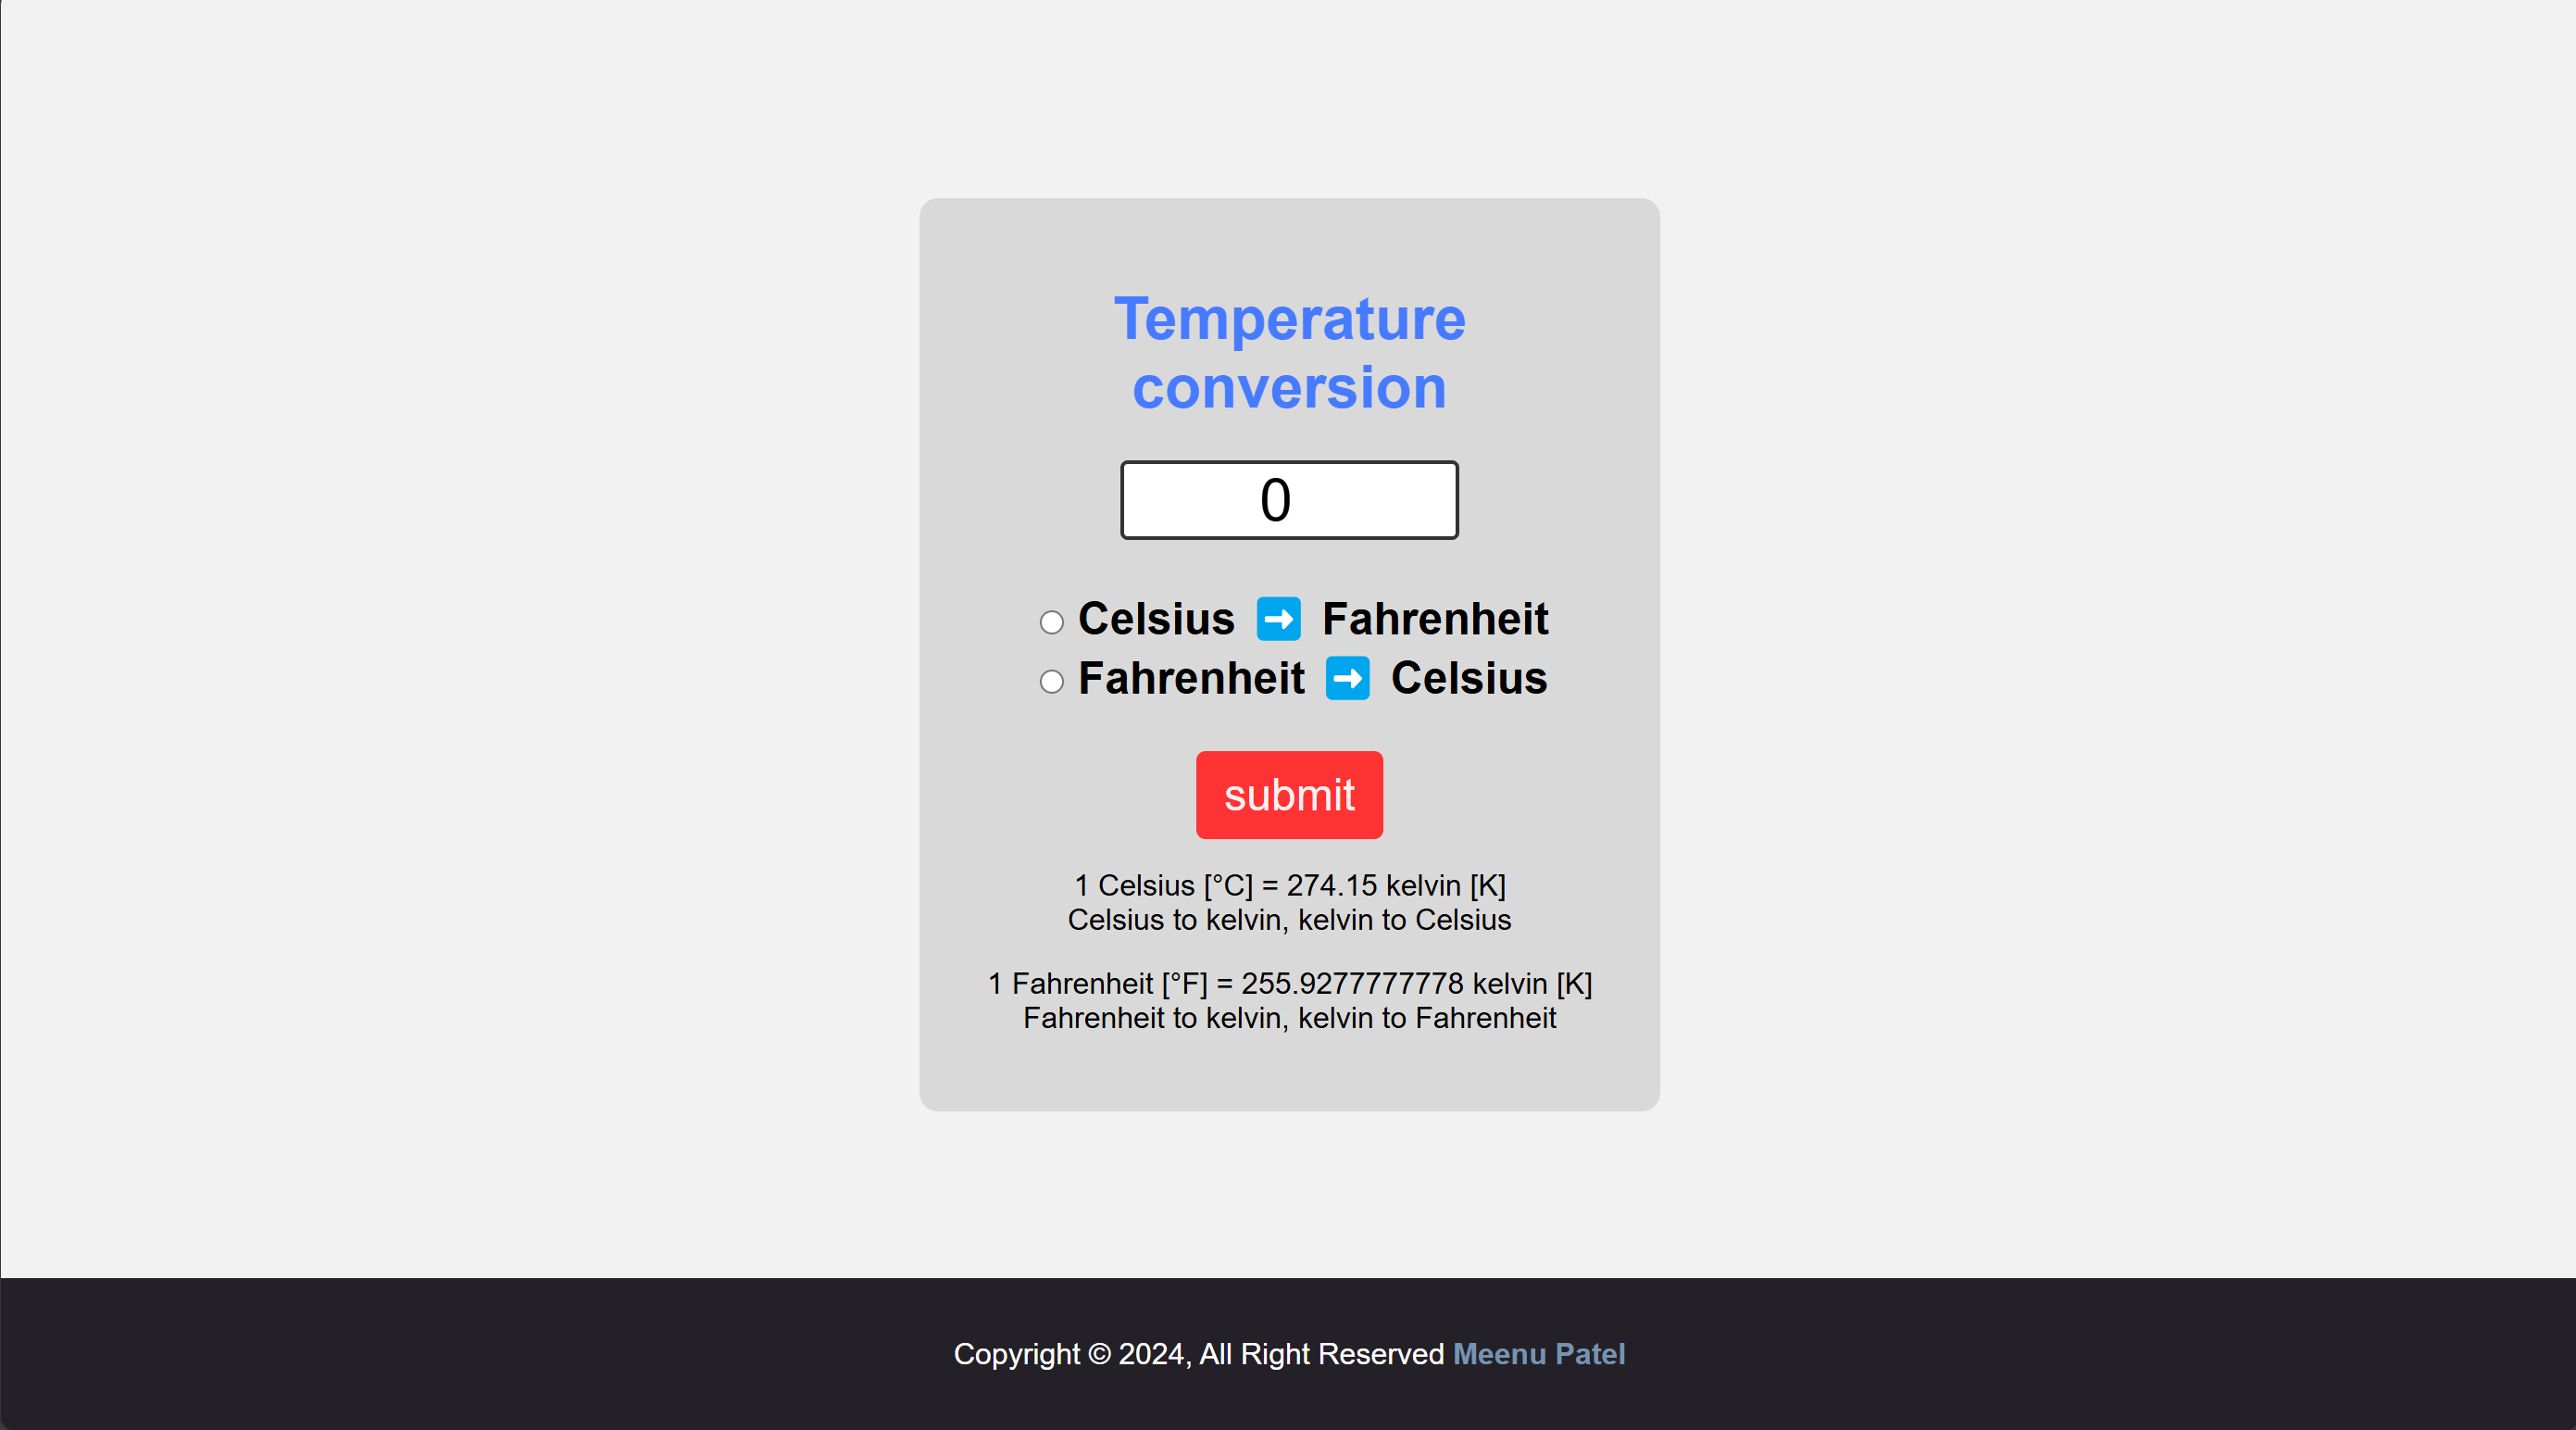 Temperature
conversion
0
Celsius ➡️ Fahrenheit
Fahrenheit ➡️ Celsius
submit
1 Celsius [°C] = 274.15 kelvin [K]
Celsius to kelvin, kelvin to Celsius
1 Fahrenheit [°F] = 255.9277777778 kelvin [K]
Fahrenheit to kelvin, kelvin to Fahrenheit
Copyright © 2024, All Right Reserved Meenu Patel